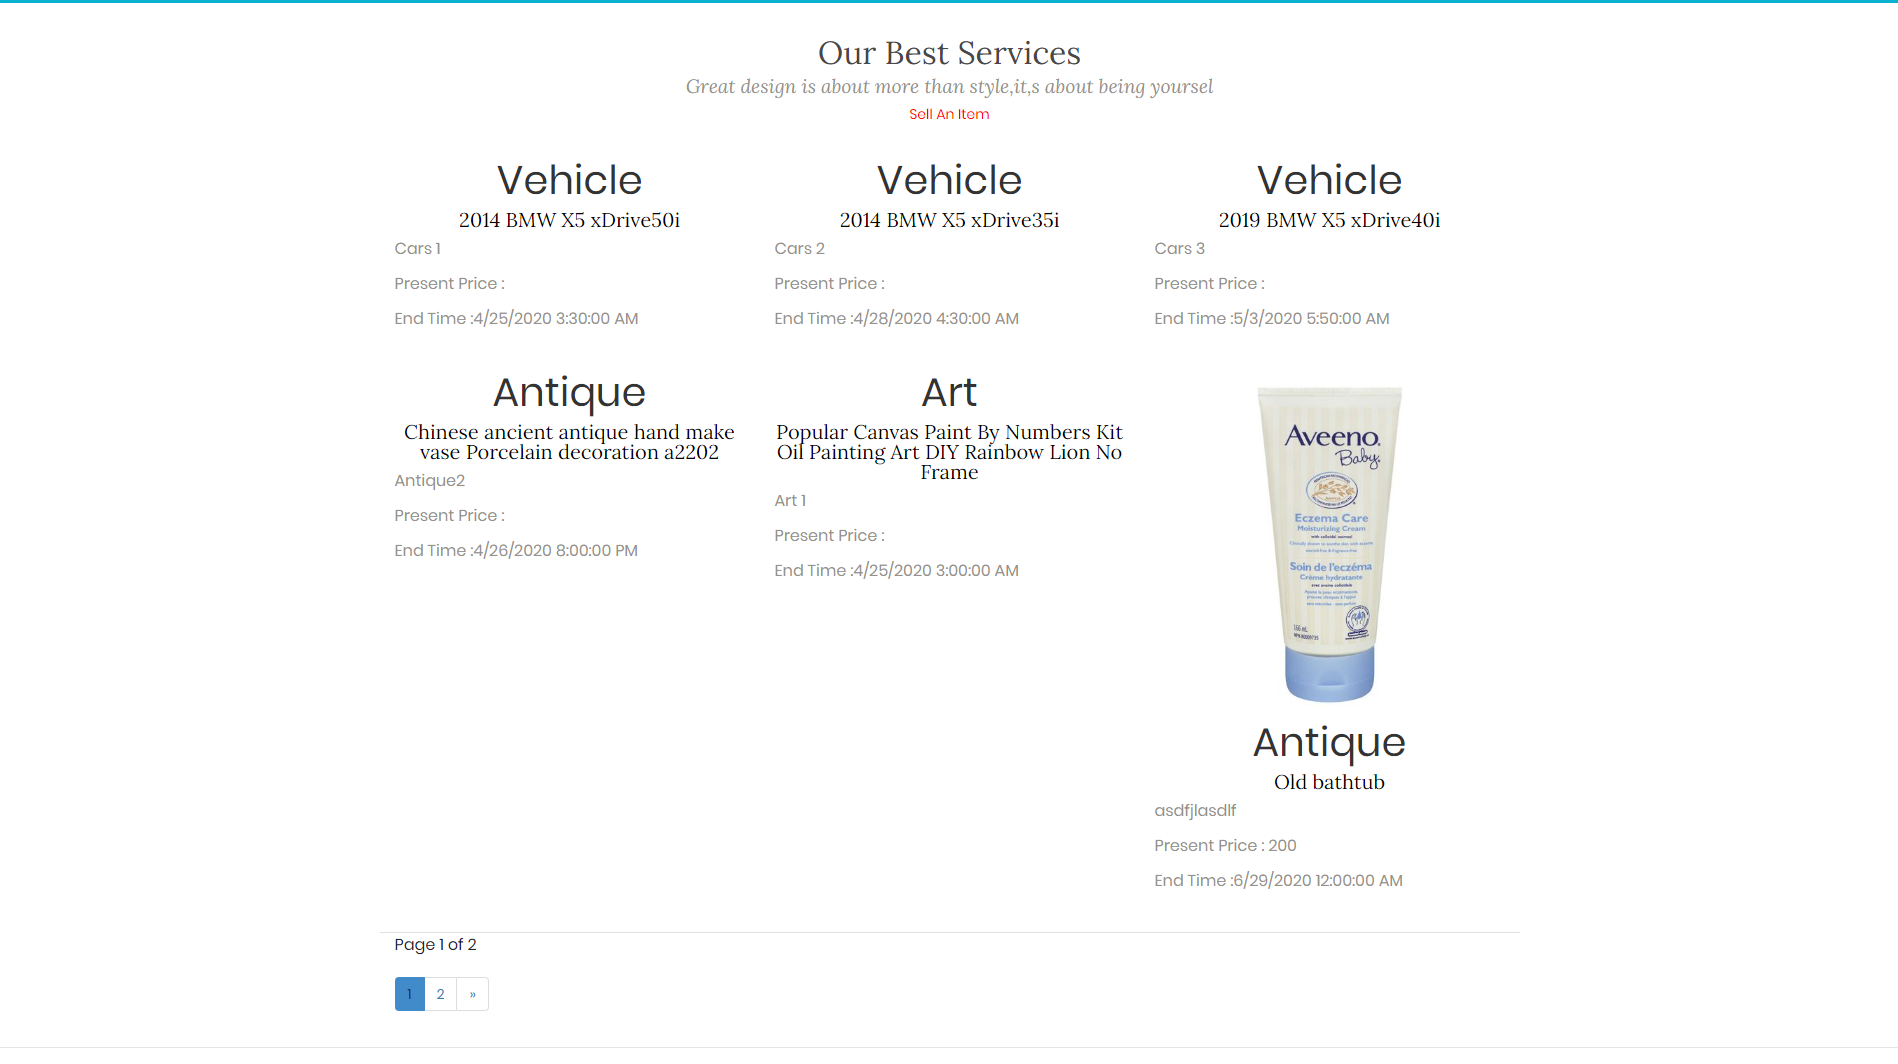 Our Best Services
Great design is about more than style,it,s about being yoursel
Sell An Item
Vehicle
2014 BMW X5 xDrive50i
Cars 1
Present Price :
End Time :4/25/2020 3:30:00 AM
Vehicle
2014 BMW X5 xDrive35i
Cars 2
Present Price :
End Time :4/28/2020 4:30:00 AM
Vehicle
2019 BMW X5 xDrive40i
Cars 3
Present Price :
End Time :5/3/2020 5:50:00 AM
Antique
Chinese ancient antique hand make
vase Porcelain decoration a2202
Antique2
Present Price :
End Time :4/26/2020 8:00:00 PM
Art
Popular Canvas Paint By Numbers Kit
Oil Painting Art DIY Rainbow Lion No
Frame
Art 1
Present Price :
End Time :4/25/2020 3:00:00 AM
Aveeno.
Baby.
Eczema Care
Moisturizing Cream
with colloidal oatmeal
Soin de l'eczéma
Crème hydratante
avec avoine colloïdale
166 mL
Antique
Old bathtub
asdfjlasdlf
Present Price : 200
End Time :6/29/2020 12:00:00 AM
Page 1 of 2
1
2
»